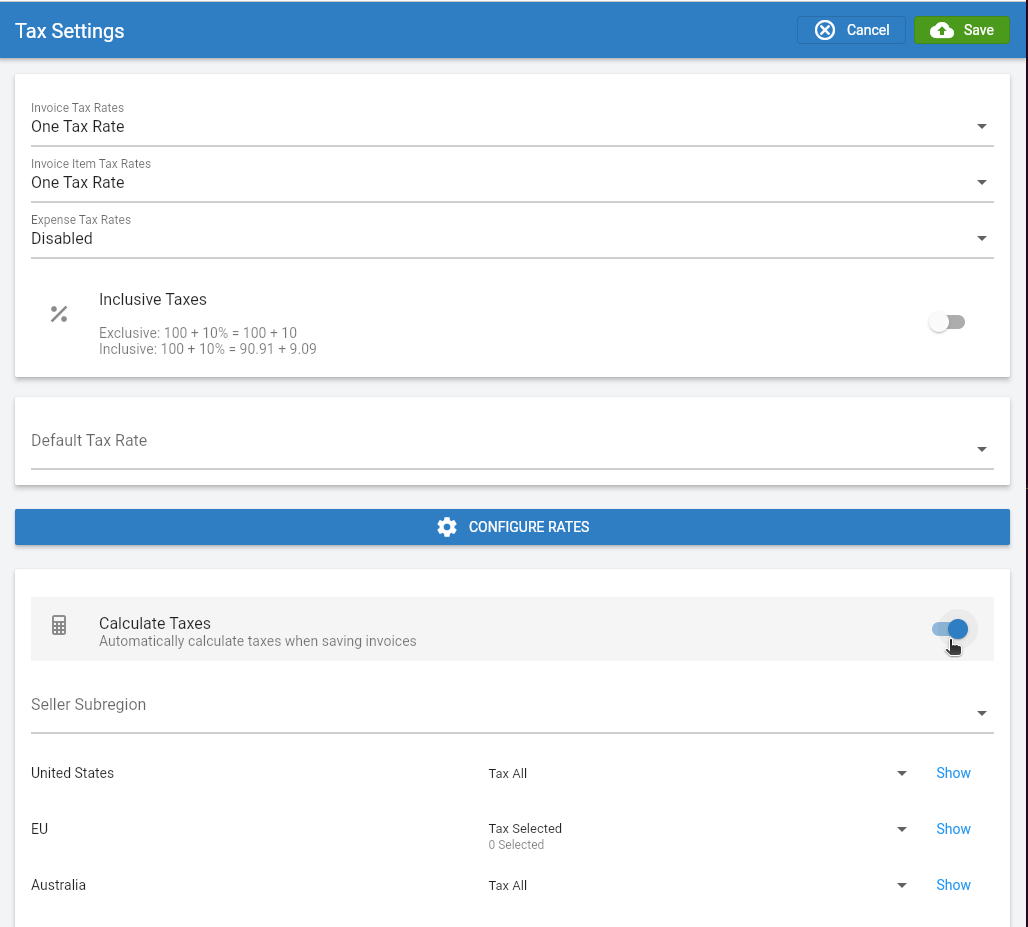 Tax Settings
Cancel
Save
Invoice Tax Rates
One Tax Rate
Invoice Item Tax Rates
One Tax Rate
Expense Tax Rates
Disabled
Inclusive Taxes
Exclusive: 100 + 10% = 100 + 10
Inclusive: 100 + 10% = 90.91 + 9.09
Default Tax Rate
CONFIGURE RATES
Calculate Taxes
Automatically calculate taxes when saving invoices
Seller Subregion
United States Tax All Show
EU Tax Selected Show
0 Selected
Australia Tax All Show